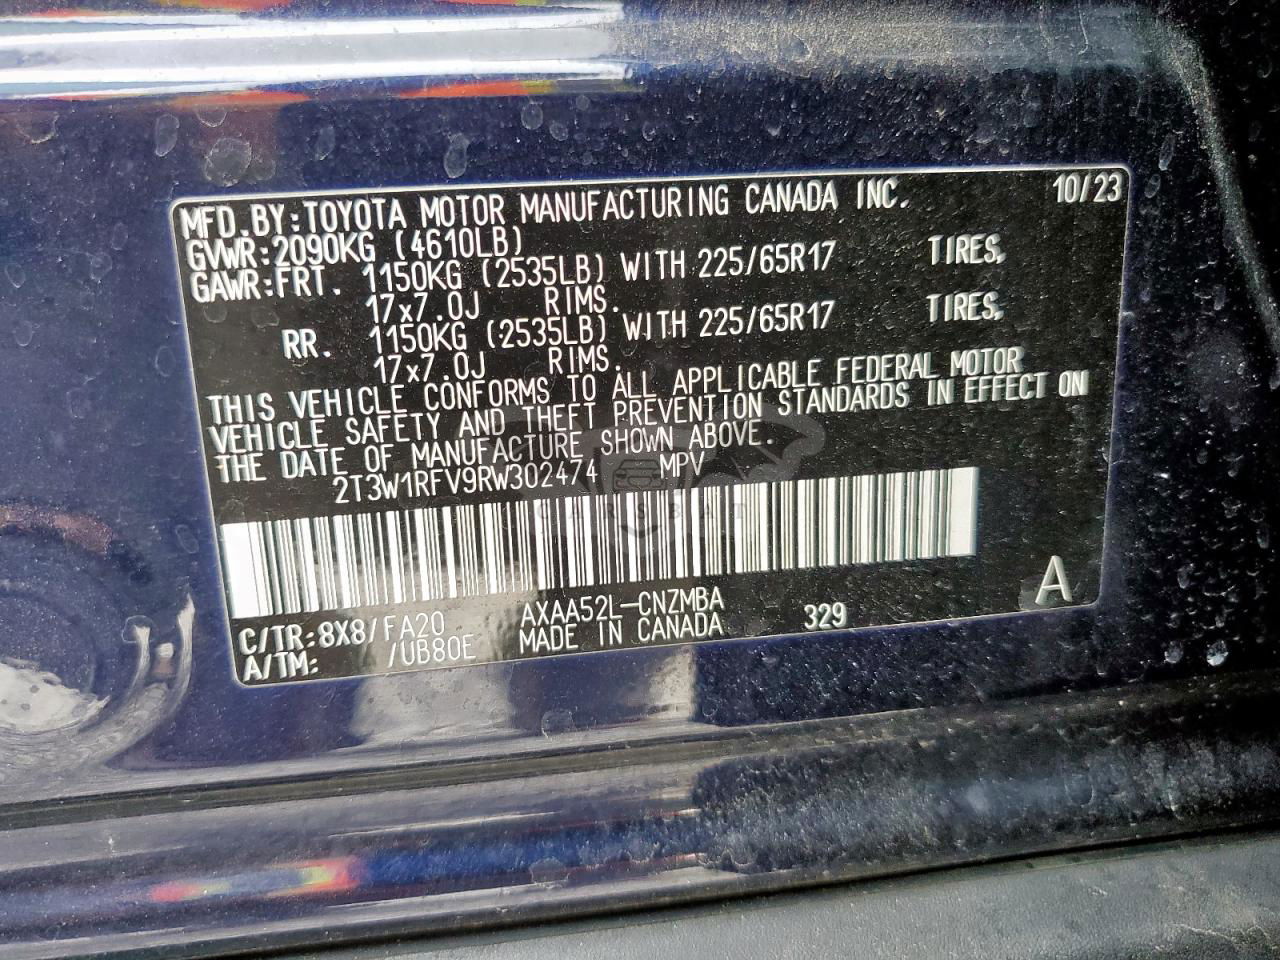 MFD.BY:TOYOTA MOTOR MANUFACTURING CANADA INC. 10/23
GVWR:2090KG (4610LB)
GAWR:FRT. 1150KG (2535LB) WITH 225/65R17 TIRES,
17x7.0J RIMS.
RR. 1150KG (2535LB) WITH 225/65R17 TIRES,
17x7.0J RIMS.
THIS VEHICLE CONFORMS TO ALL APPLICABLE FEDERAL MOTOR
VEHICLE SAFETY AND THEFT PREVENTION STANDARDS IN EFFECT ON
THE DATE OF MANUFACTURE SHOWN ABOVE.
2T3W1RFV9RW302474 MPV
CARSBAT
C/TR:8X8/FA20 AXAA52L-CNZMBA 329 A
A/TM: /UB80E MADE IN CANADA